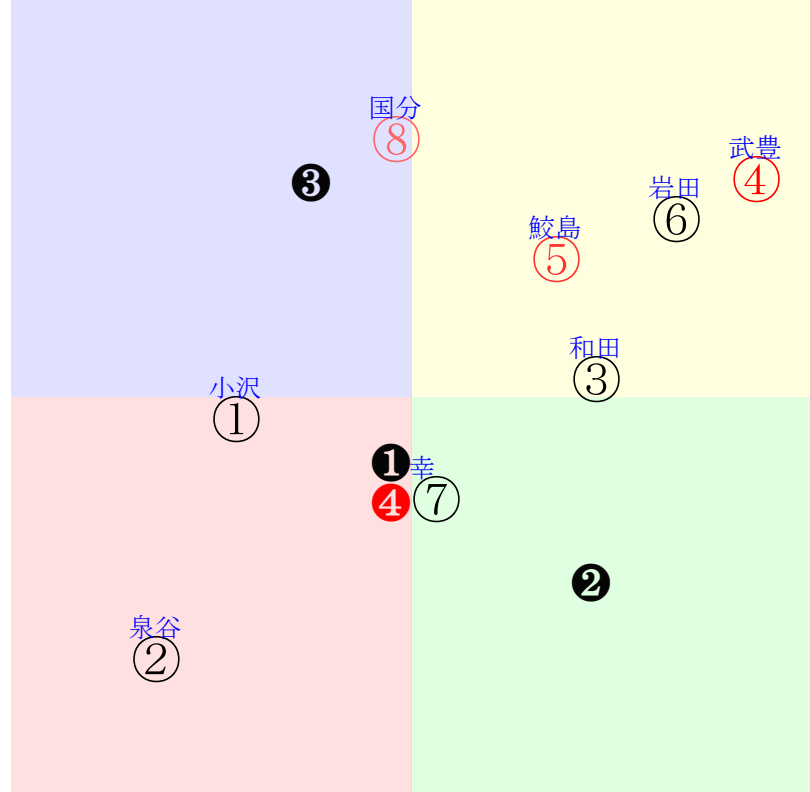 国分
⑧
武豊
④
❸
岩田
⑥
鮫島
⑤
和田
③
小沢
①
❶
幸
⑦
❹
❷
泉谷
②